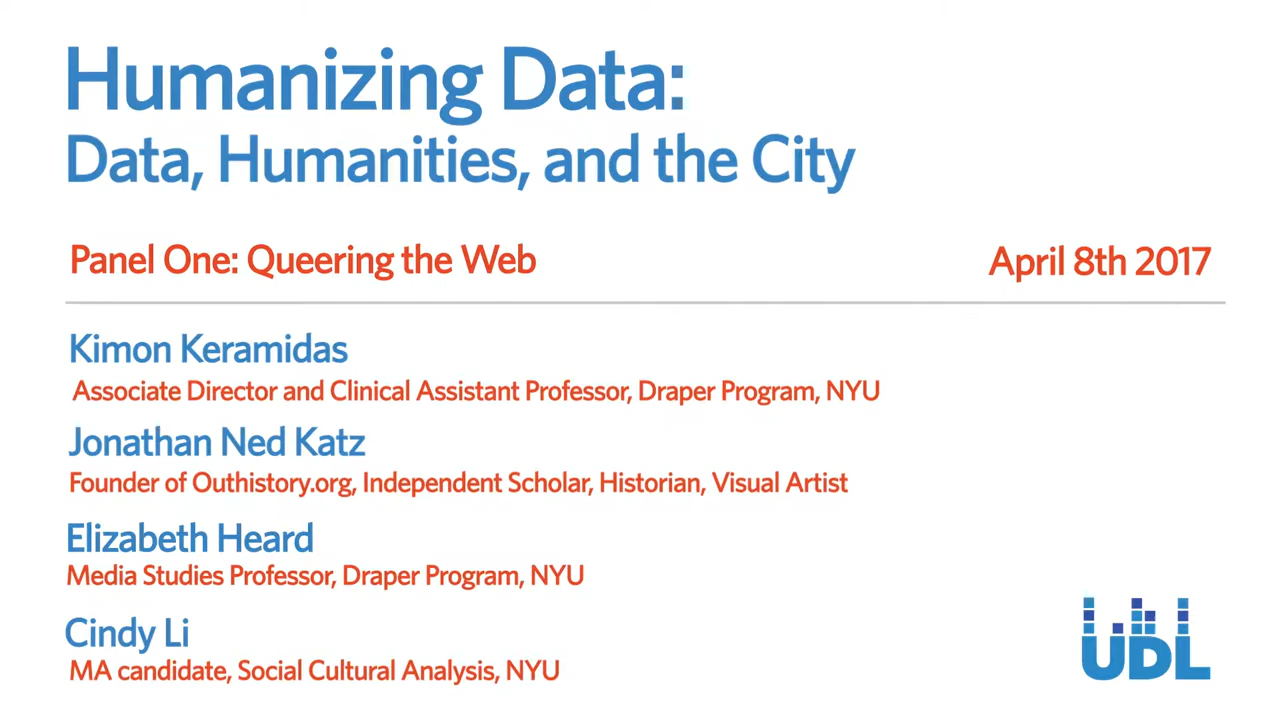 Humanizing Data:
Data, Humanities, and the City
Panel One: Queering the Web
April 8th 2017
Kimon Keramidas
Associate Director and Clinical Assistant Professor, Draper Program, NYU
Jonathan Ned Katz
Founder of Outhistory.org, Independent Scholar, Historian, Visual Artist
Elizabeth Heard
Media Studies Professor, Draper Program, NYU
Cindy Li
MA candidate, Social Cultural Analysis, NYU
UDL